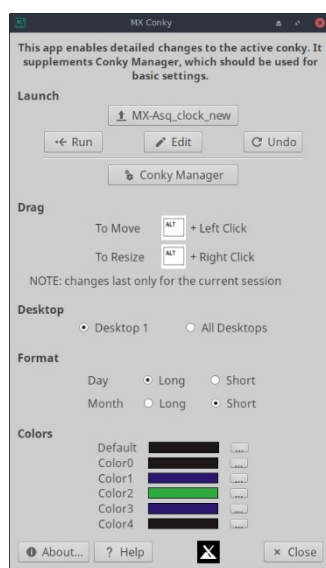 MX Conky
This app enables detailed changes to the active conky. It
supplements Conky Manager, which should be used for
basic settings.
Launch
MX-Asq_clock_new
Run Edit Undo
Conky Manager
Drag
To Move ALT + Left Click
To Resize ALT + Right Click
NOTE: changes last only for the current session
Desktop
Desktop 1 All Desktops
Format
Day Long Short
Month Long Short
Colors
Default ...
Color0 ...
Color1 ...
Color2 ...
Color3 ...
Color4 ...
About... ? Help × Close